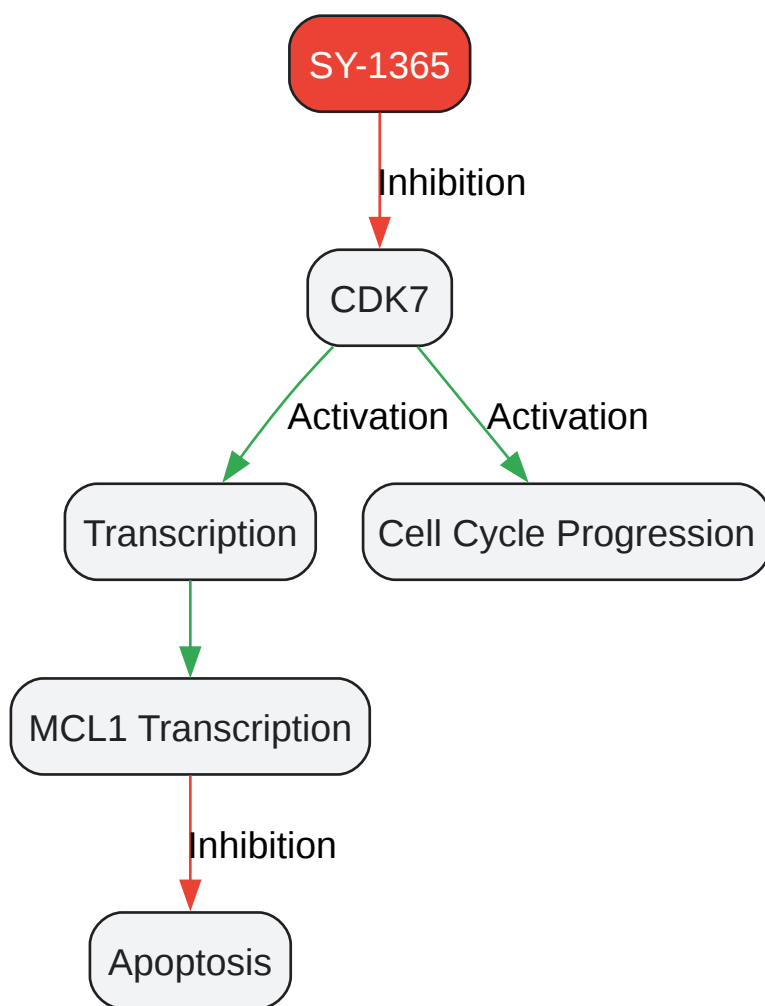 SY-1365
Inhibition
CDK7
Activation
Activation
Transcription
Cell Cycle Progression
MCL1 Transcription
Inhibition
Apoptosis